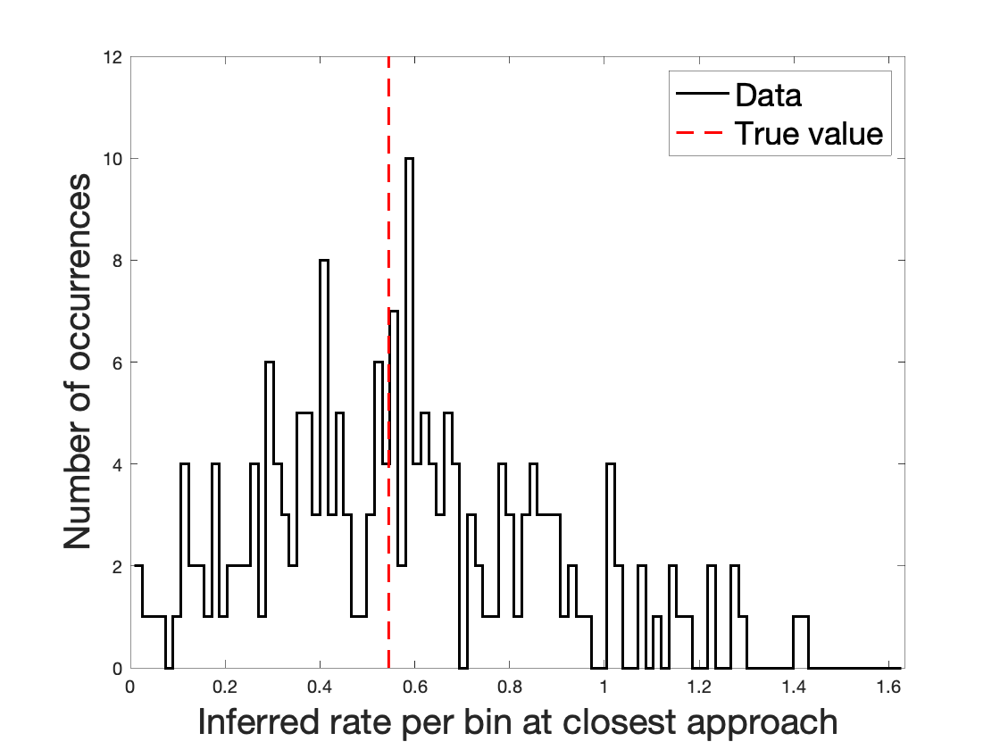 12
10
8
6
4
2
0
Number of occurrences
Data
True value
0 0.2 0.4 0.6 0.8 1 1.2 1.4 1.6
Inferred rate per bin at closest approach